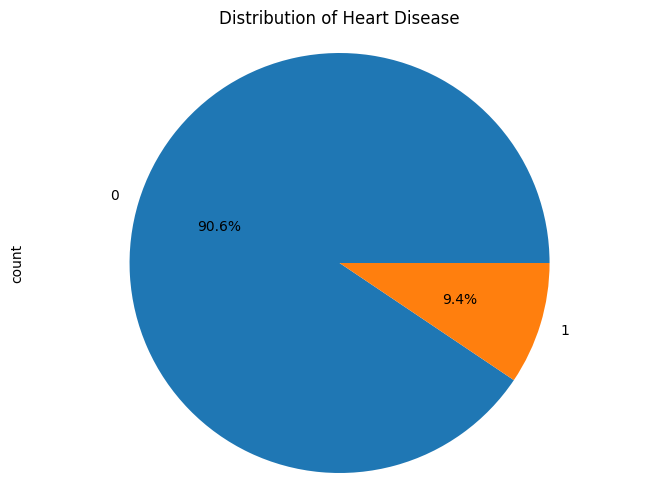 Distribution of Heart Disease
0
90.6%
count
9.4%
1